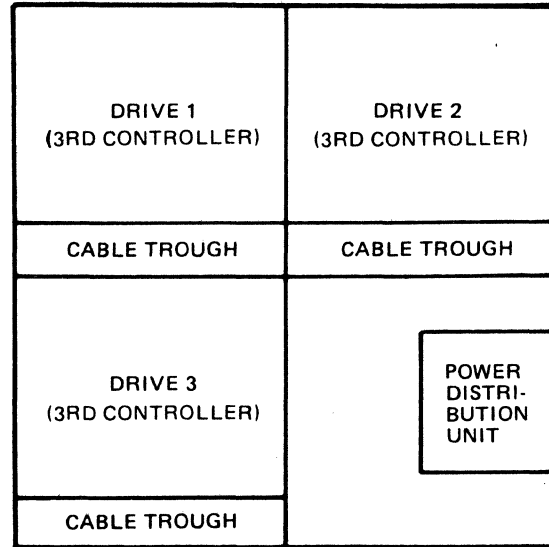 DRIVE 1
(3RD CONTROLLER)
DRIVE 2
(3RD CONTROLLER)
CABLE TROUGH
CABLE TROUGH
DRIVE 3
(3RD CONTROLLER)
POWER
DISTRI-
BUTION
UNIT
CABLE TROUGH